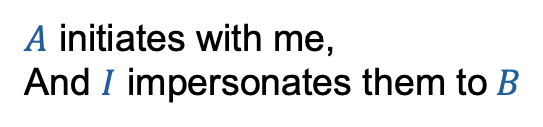 A initiates with me,
And I impersonates them to B